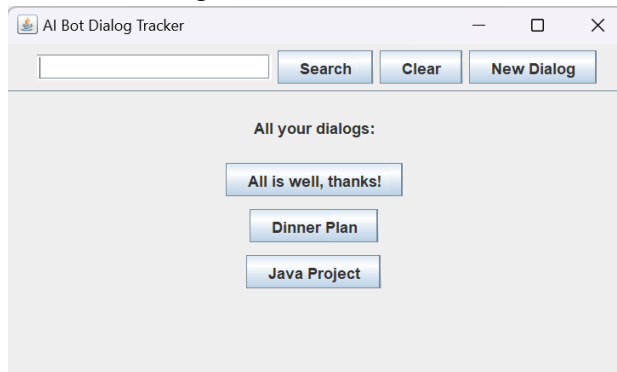 AI Bot Dialog Tracker
Search Clear New Dialog
All your dialogs:
All is well, thanks!
Dinner Plan
Java Project